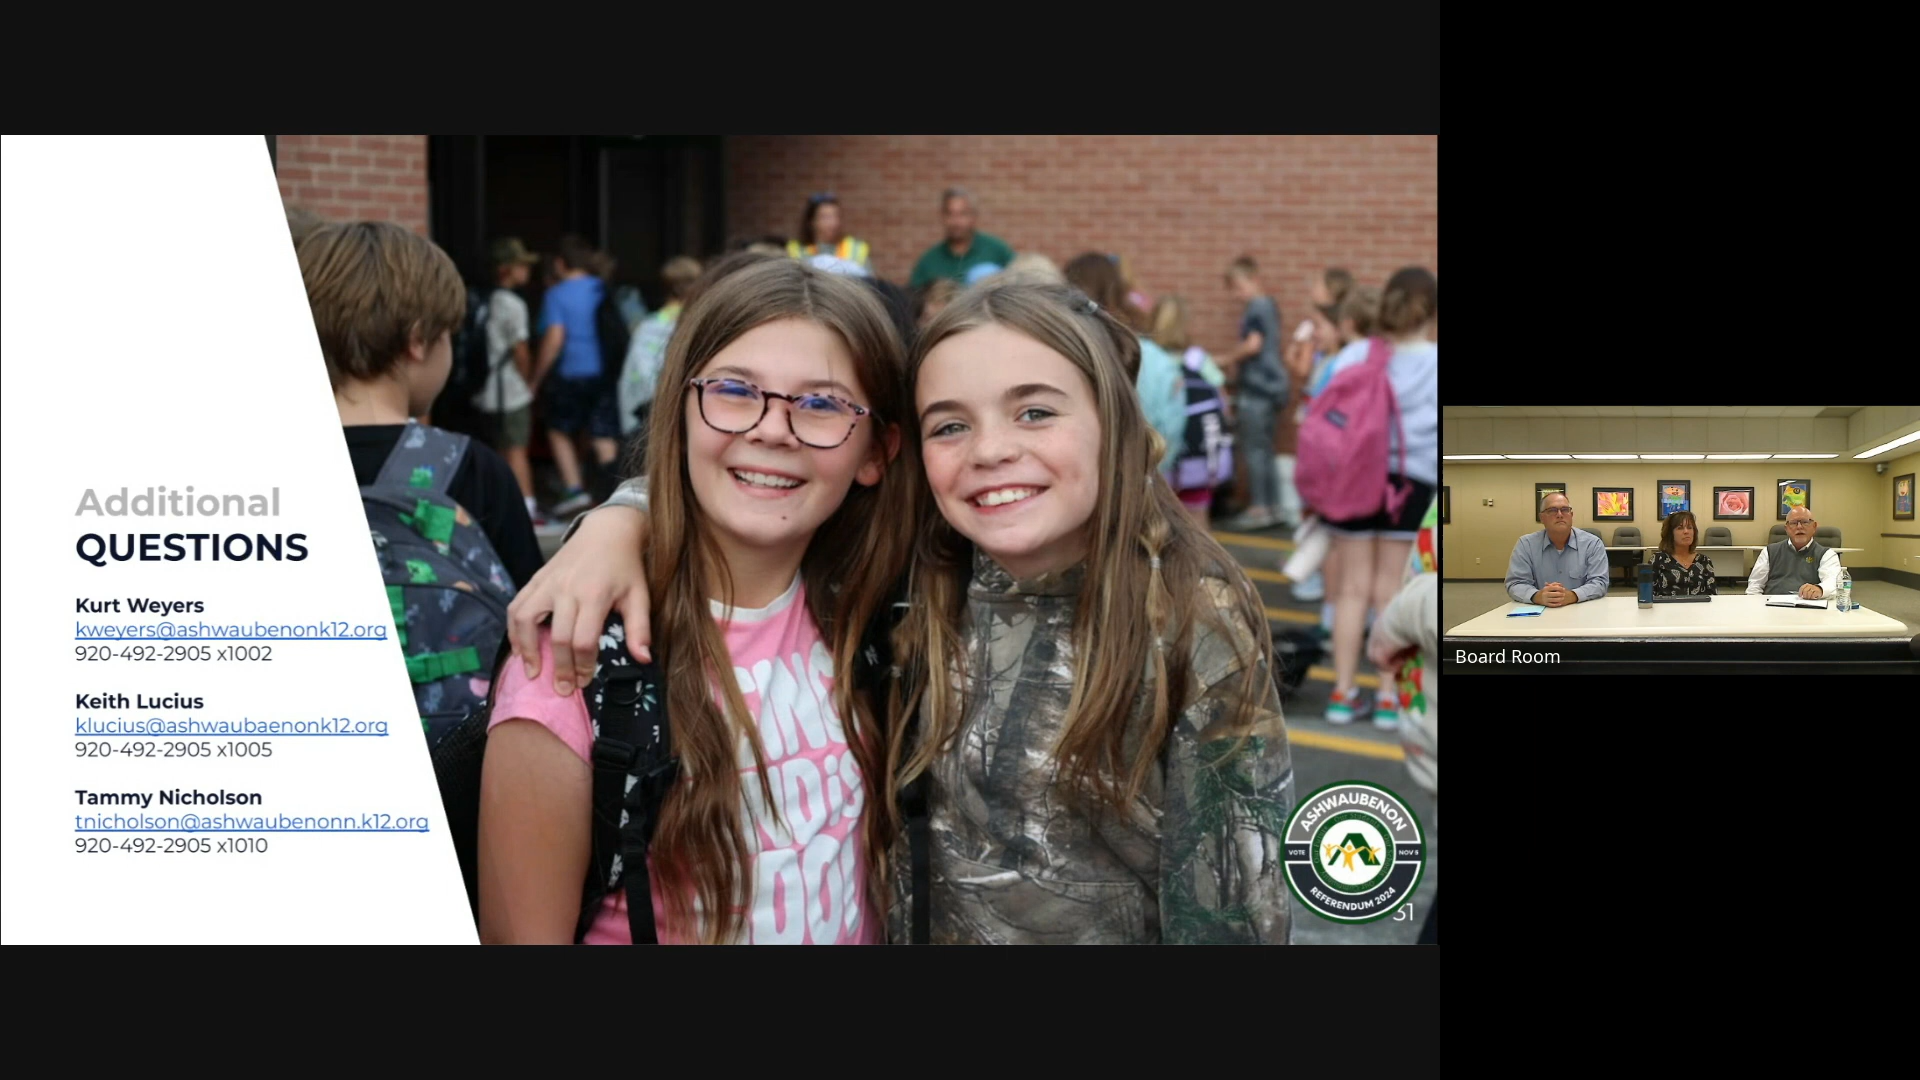 Additional
QUESTIONS
Kurt Weyers
kweyers@ashwaubenonk12.org
920-492-2905 x1002
Keith Lucius
klucius@ashwaubaenonk12.org
920-492-2905 x1005
Tammy Nicholson
tnicholson@ashwaubenonn.k12.org
920-492-2905 x1010
ASHWAUBENON
VOTE
NOV 5
REFERENDUM 2024
31
Board Room